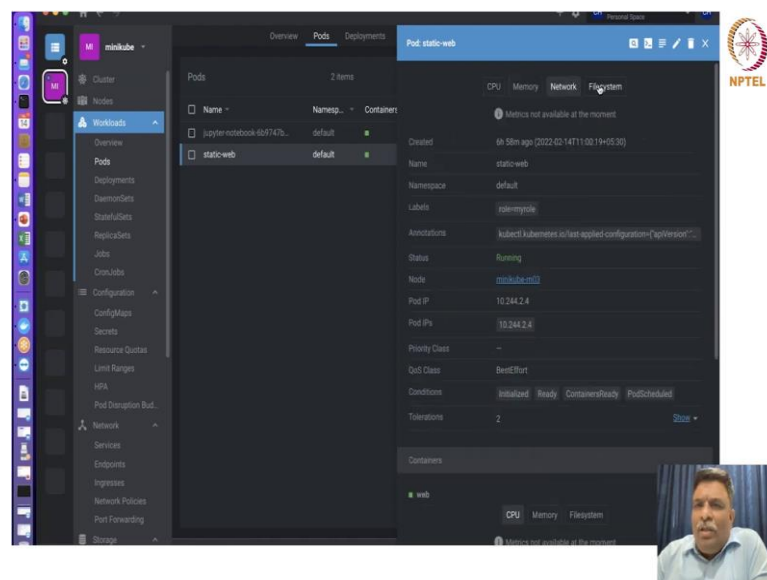 CH Personal Space
MI minikube
Overview Pods Deployments
Pod: static-web
NPTEL
MI
Cluster
Pods 2 items
CPU Memory Network Filesystem
Nodes
Name Namesp... Containers
Metrics not available at the moment
Workloads
jupyter-notebook-6b9747b... default
Overview
static-web default
Created 6h 58m ago (2022-02-14T11:00:19+05:30)
Pods
Name static-web
Deployments
Namespace default
DaemonSets
Labels role=myrole
StatefulSets
Annotations kubectl.kubernetes.io/last-applied-configuration={"apiVersion":"...
ReplicaSets
Jobs
Status Running
CronJobs
Node minikube-m03
Configuration
Pod IP 10.244.2.4
ConfigMaps
Pod IPs 10.244.2.4
Secrets
Resource Quotas
Priority Class –
Limit Ranges
QoS Class BestEffort
HPA
Conditions Initialized Ready ContainersReady PodScheduled
Pod Disruption Bud...
Tolerations 2 Show
Network
Services
Endpoints
Containers
Ingresses
web
Network Policies
CPU Memory Filesystem
Port Forwarding
Storage
Metrics not available at the moment